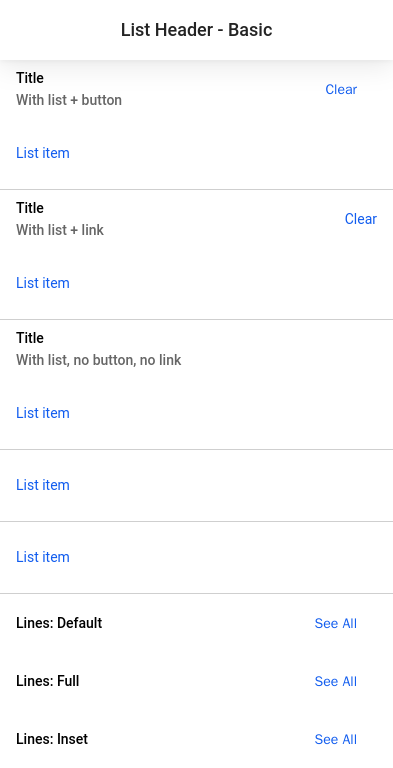 List Header - Basic
Title
With list + button
Clear
List item
Title
With list + link
Clear
List item
Title
With list, no button, no link
List item
List item
List item
Lines: Default
See All
Lines: Full
See All
Lines: Inset
See All